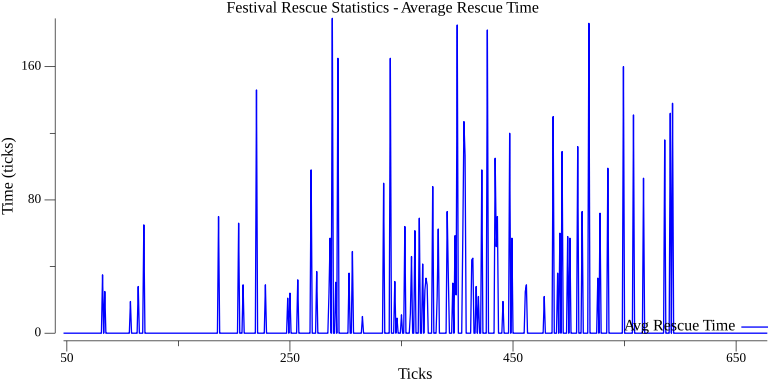 Festival Rescue Statistics - Average Rescue Time
Time (ticks)
160
80
0
Avg Rescue Time
50 250 450 650
Ticks